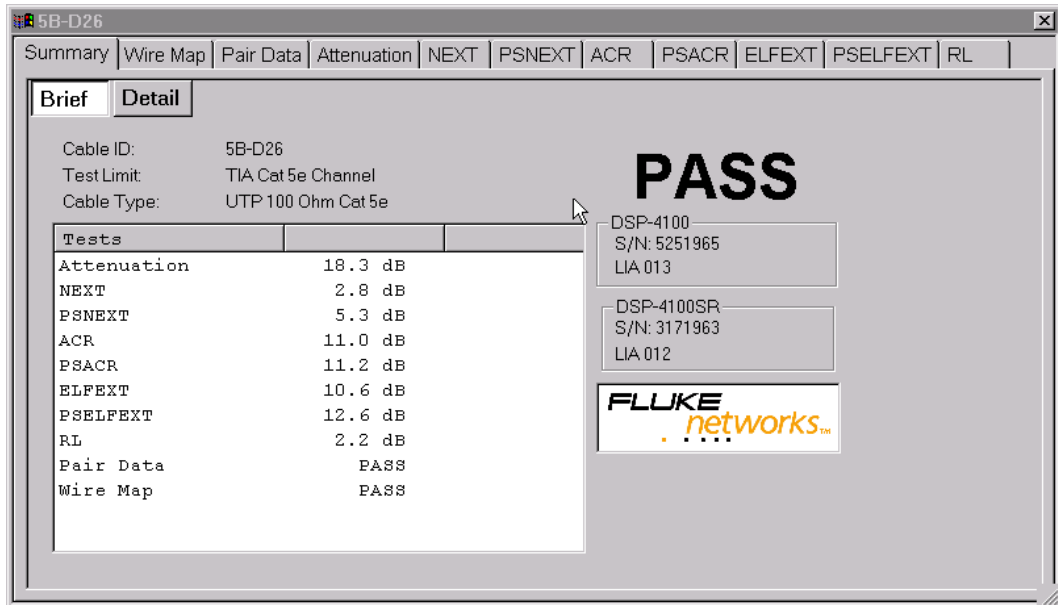 5B-D26
Summary Wire Map Pair Data Attenuation NEXT PSNEXT ACR PSACR ELFEXT PSELFEXT RL
Brief Detail
Cable ID: 5B-D26
Test Limit: TIA Cat 5e Channel
Cable Type: UTP 100 Ohm Cat 5e
PASS
Tests
Attenuation 18.3 dB
NEXT 2.8 dB
PSNEXT 5.3 dB
ACR 11.0 dB
PSACR 11.2 dB
ELFEXT 10.6 dB
PSELFEXT 12.6 dB
RL 2.2 dB
Pair Data PASS
Wire Map PASS
DSP-4100
S/N: 5251965
LIA 013
DSP-4100SR
S/N: 3171963
LIA 012
FLUKE
networks™